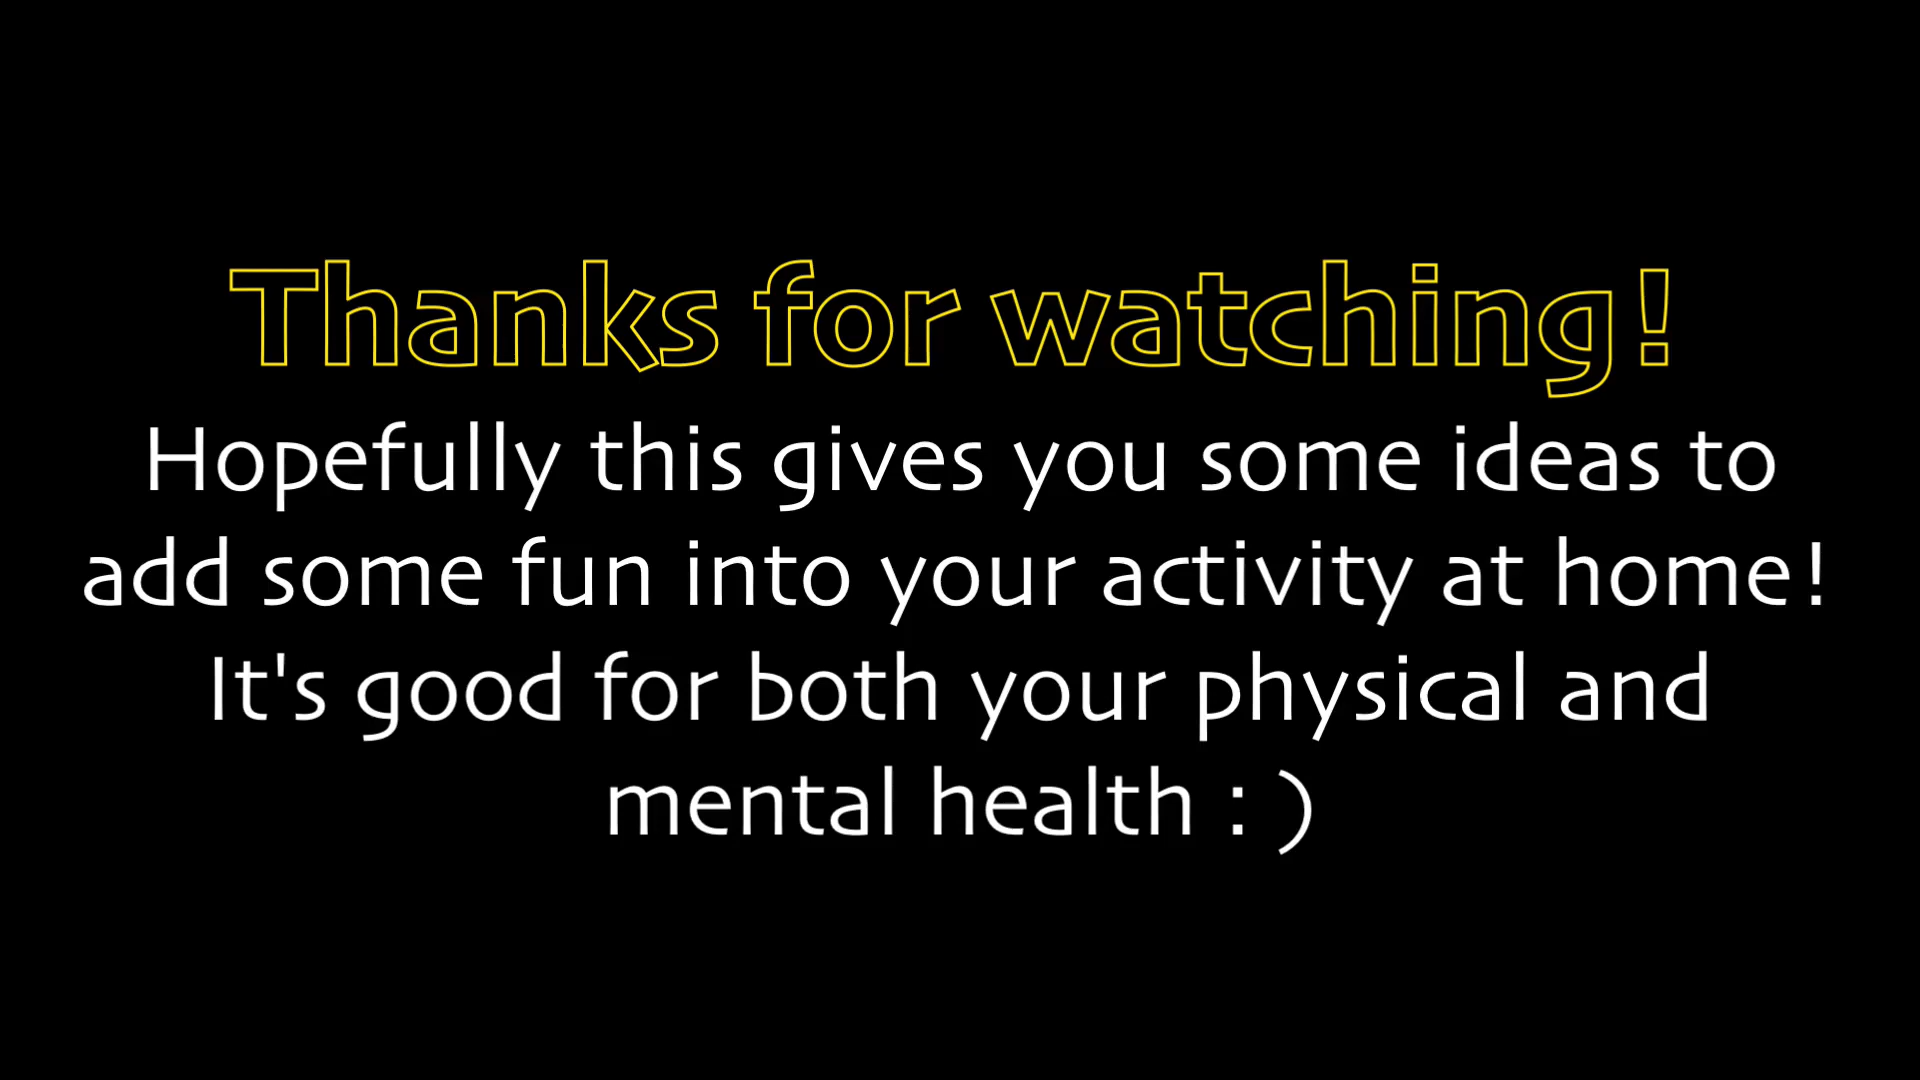 Thanks for watching!
Hopefully this gives you some ideas to
add some fun into your activity at home!
It's good for both your physical and
mental health : )